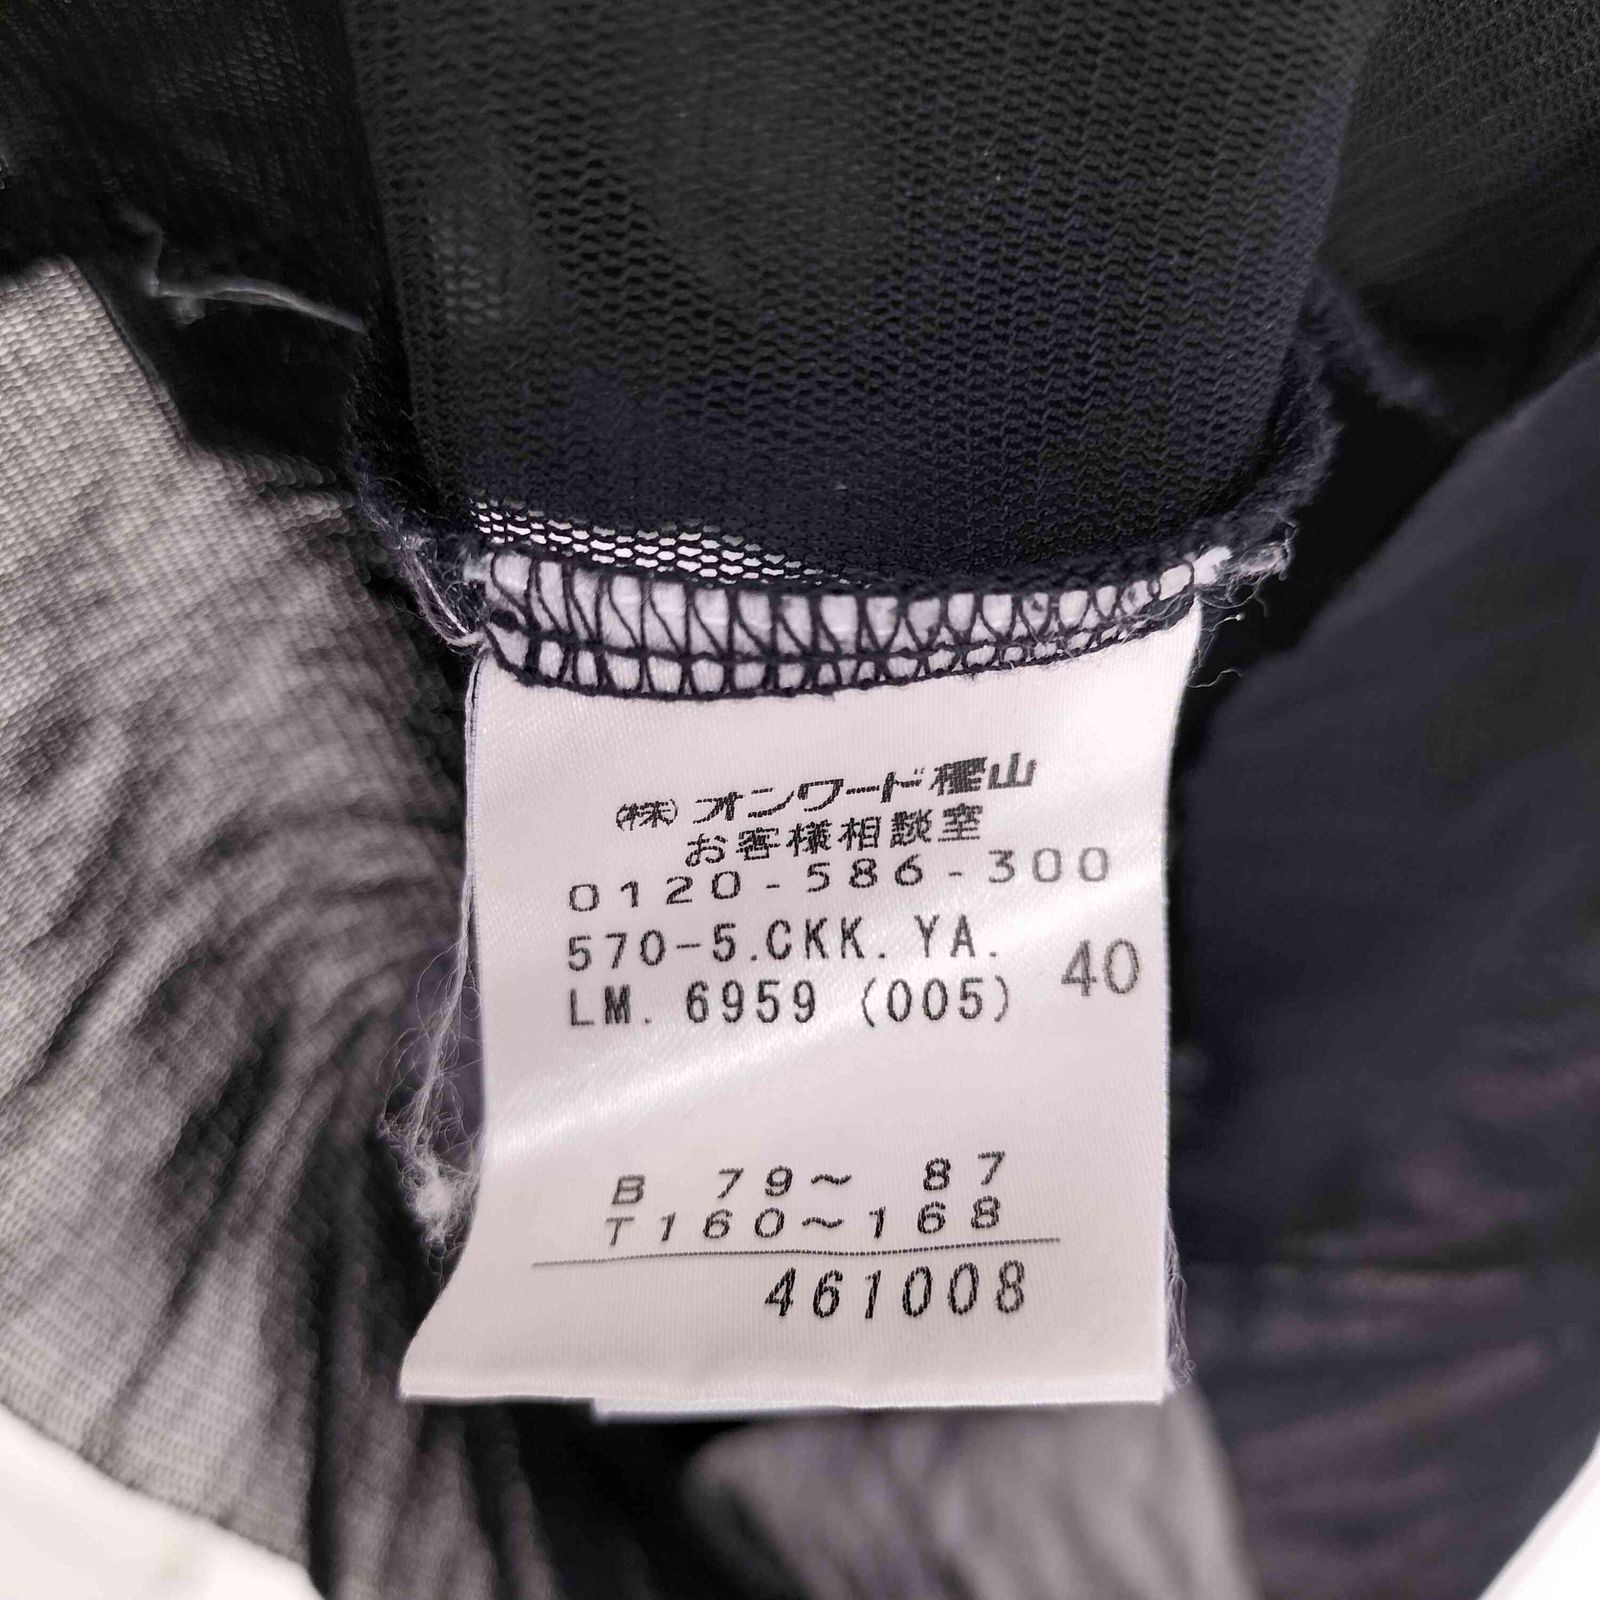 (株)オンワード樫山
お客様相談室
0120-586-300
570-5.CKK.YA.
LM. 6959 (005) 40
B 79～ 87
T160～168
461008